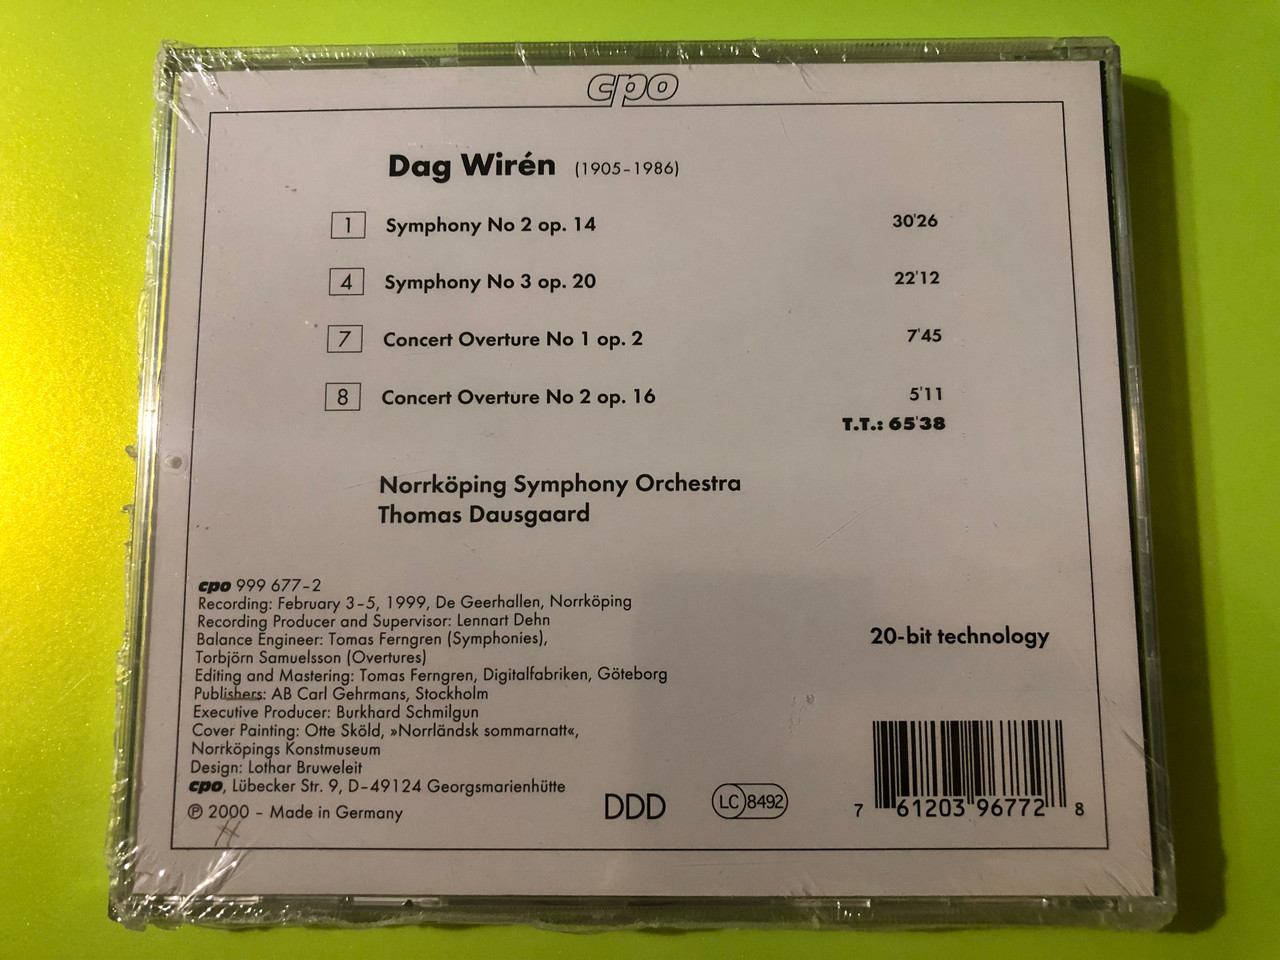 cpo
Dag Wirén (1905-1986)
1 Symphony No 2 op. 14 30'26
4 Symphony No 3 op. 20 22'12
7 Concert Overture No 1 op. 2 7'45
8 Concert Overture No 2 op. 16 5'11
T.T.: 65'38
Norrköping Symphony Orchestra
Thomas Dausgaard
cpo 999 677-2
Recording: February 3-5, 1999, De Geerhallen, Norrköping
Recording Producer and Supervisor: Lennart Dehn
Balance Engineer: Tomas Ferngren (Symphonies),
Torbjörn Samuelsson (Overtures)
Editing and Mastering: Tomas Ferngren, Digitalfabriken, Göteborg
Publishers: AB Carl Gehrmans, Stockholm
Executive Producer: Burkhard Schmilgun
Cover Painting: Otte Sköld, »Norrländsk sommarnatt«,
Norrköpings Konstmuseum
Design: Lothar Bruweleit
cpo, Lübecker Str. 9, D-49124 Georgsmarienhütte
℗ 2000 - Made in Germany
20-bit technology
DDD
LC 8492
7 61203 96772 8